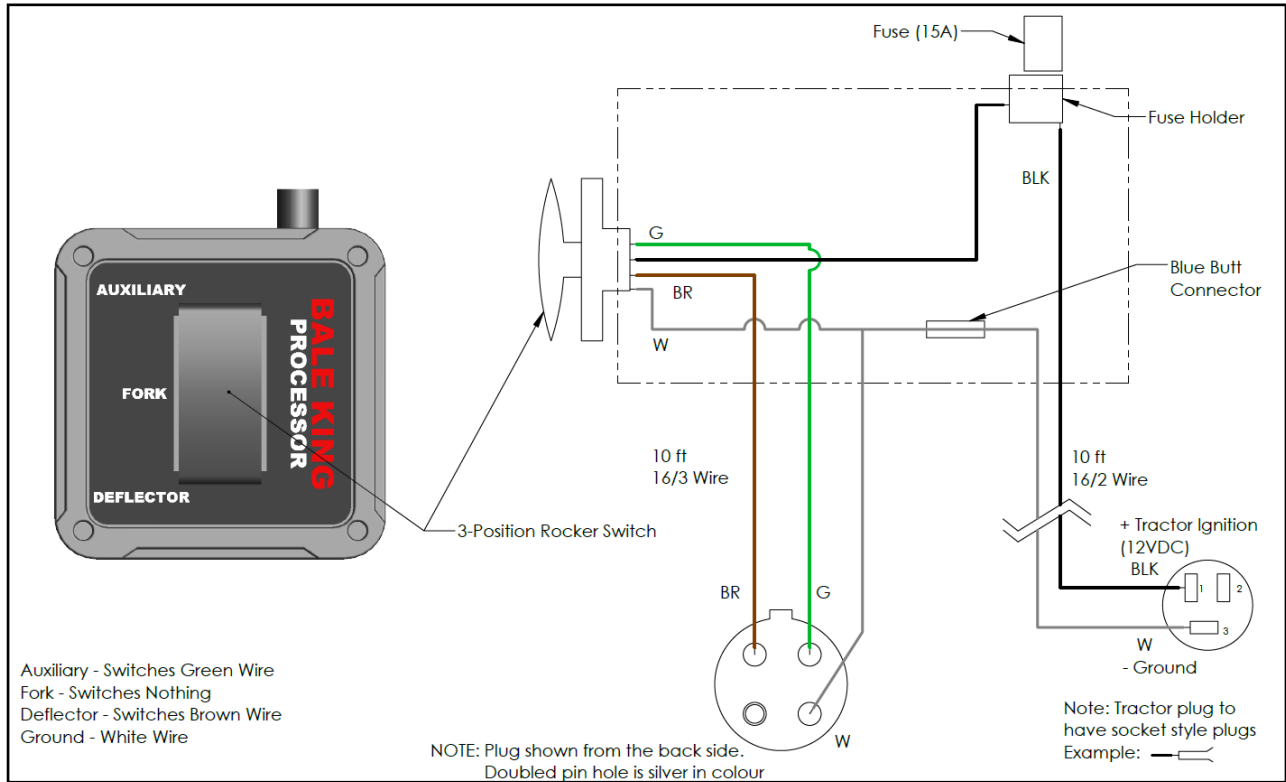 Fuse (15A)
Fuse Holder
BLK
G
BR
W
Blue Butt
Connector
AUXILIARY
FORK
DEFLECTOR
BALE KING
PROCESSOR
3-Position Rocker Switch
10 ft
16/3 Wire
10 ft
16/2 Wire
+ Tractor Ignition
(12VDC)
BLK
1
2
3
W
- Ground
BR
G
W
Auxiliary - Switches Green Wire
Fork - Switches Nothing
Deflector - Switches Brown Wire
Ground - White Wire
NOTE: Plug shown from the back side.
Doubled pin hole is silver in colour
Note: Tractor plug to
have socket style plugs
Example: